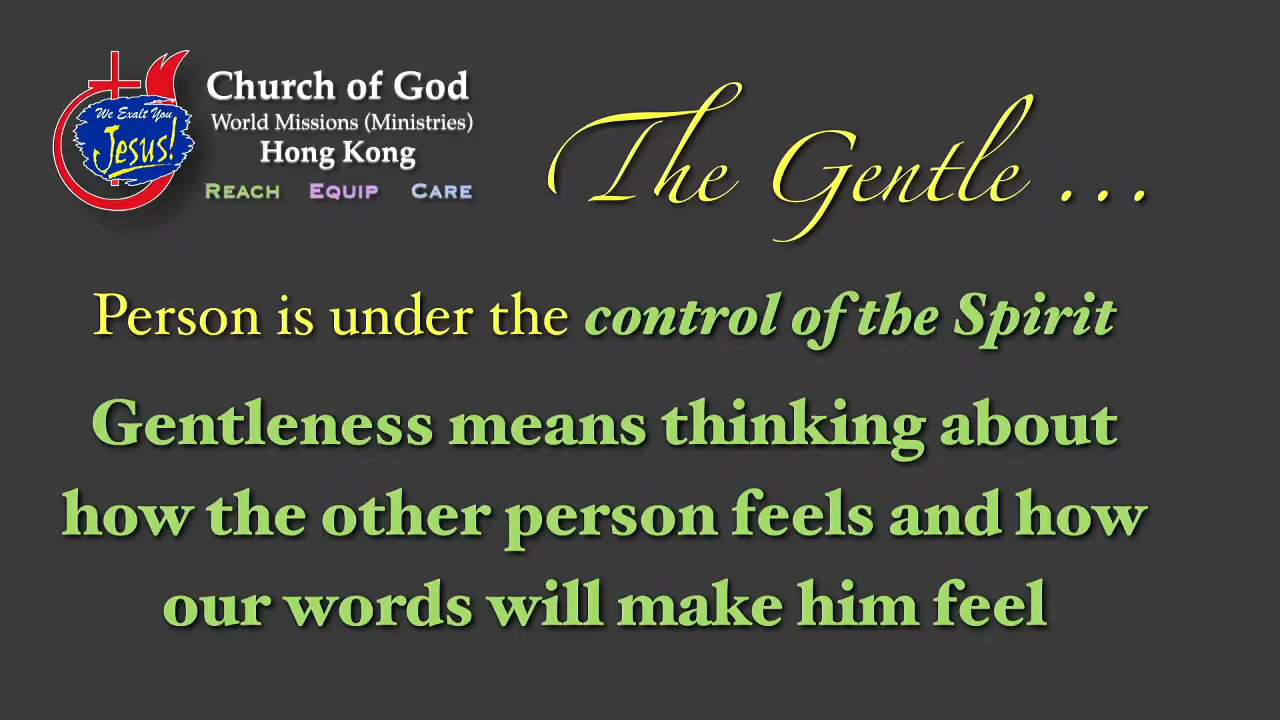 We Exalt You
Jesus!
Church of God
World Missions (Ministries)
Hong Kong
REACH EQUIP CARE
The Gentle ...
Person is under the control of the Spirit
Gentleness means thinking about
how the other person feels and how
our words will make him feel